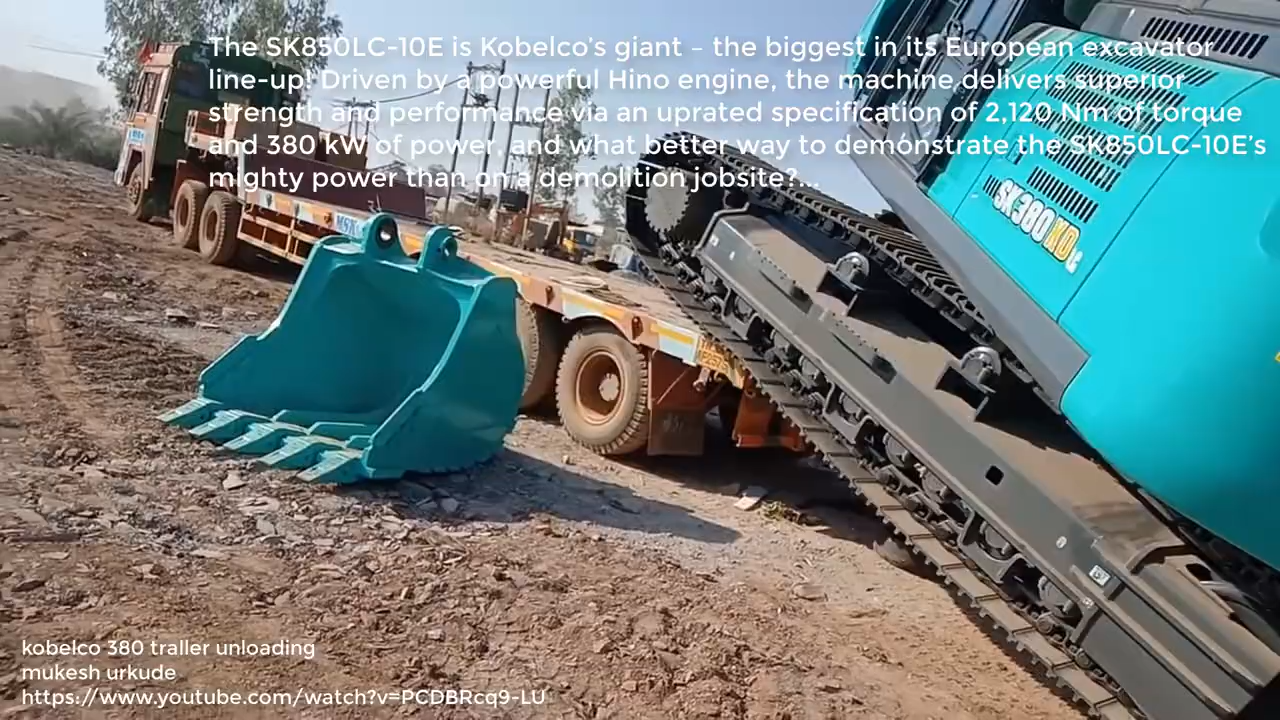 The SK850LC-10E is Kobelco's giant – the biggest in its European excavator
line-up! Driven by a powerful Hino engine, the machine delivers superior
strength and performance via an uprated specification of 2,120 Nm of torque
and 380 kW of power, and what better way to demonstrate the SK850LC-10E's
mighty power than on a demolition jobsite?...
SK380XD LC
kobelco 380 traller unloading
mukesh urkude
https://www.youtube.com/watch?v=PCDBRcq9-LU